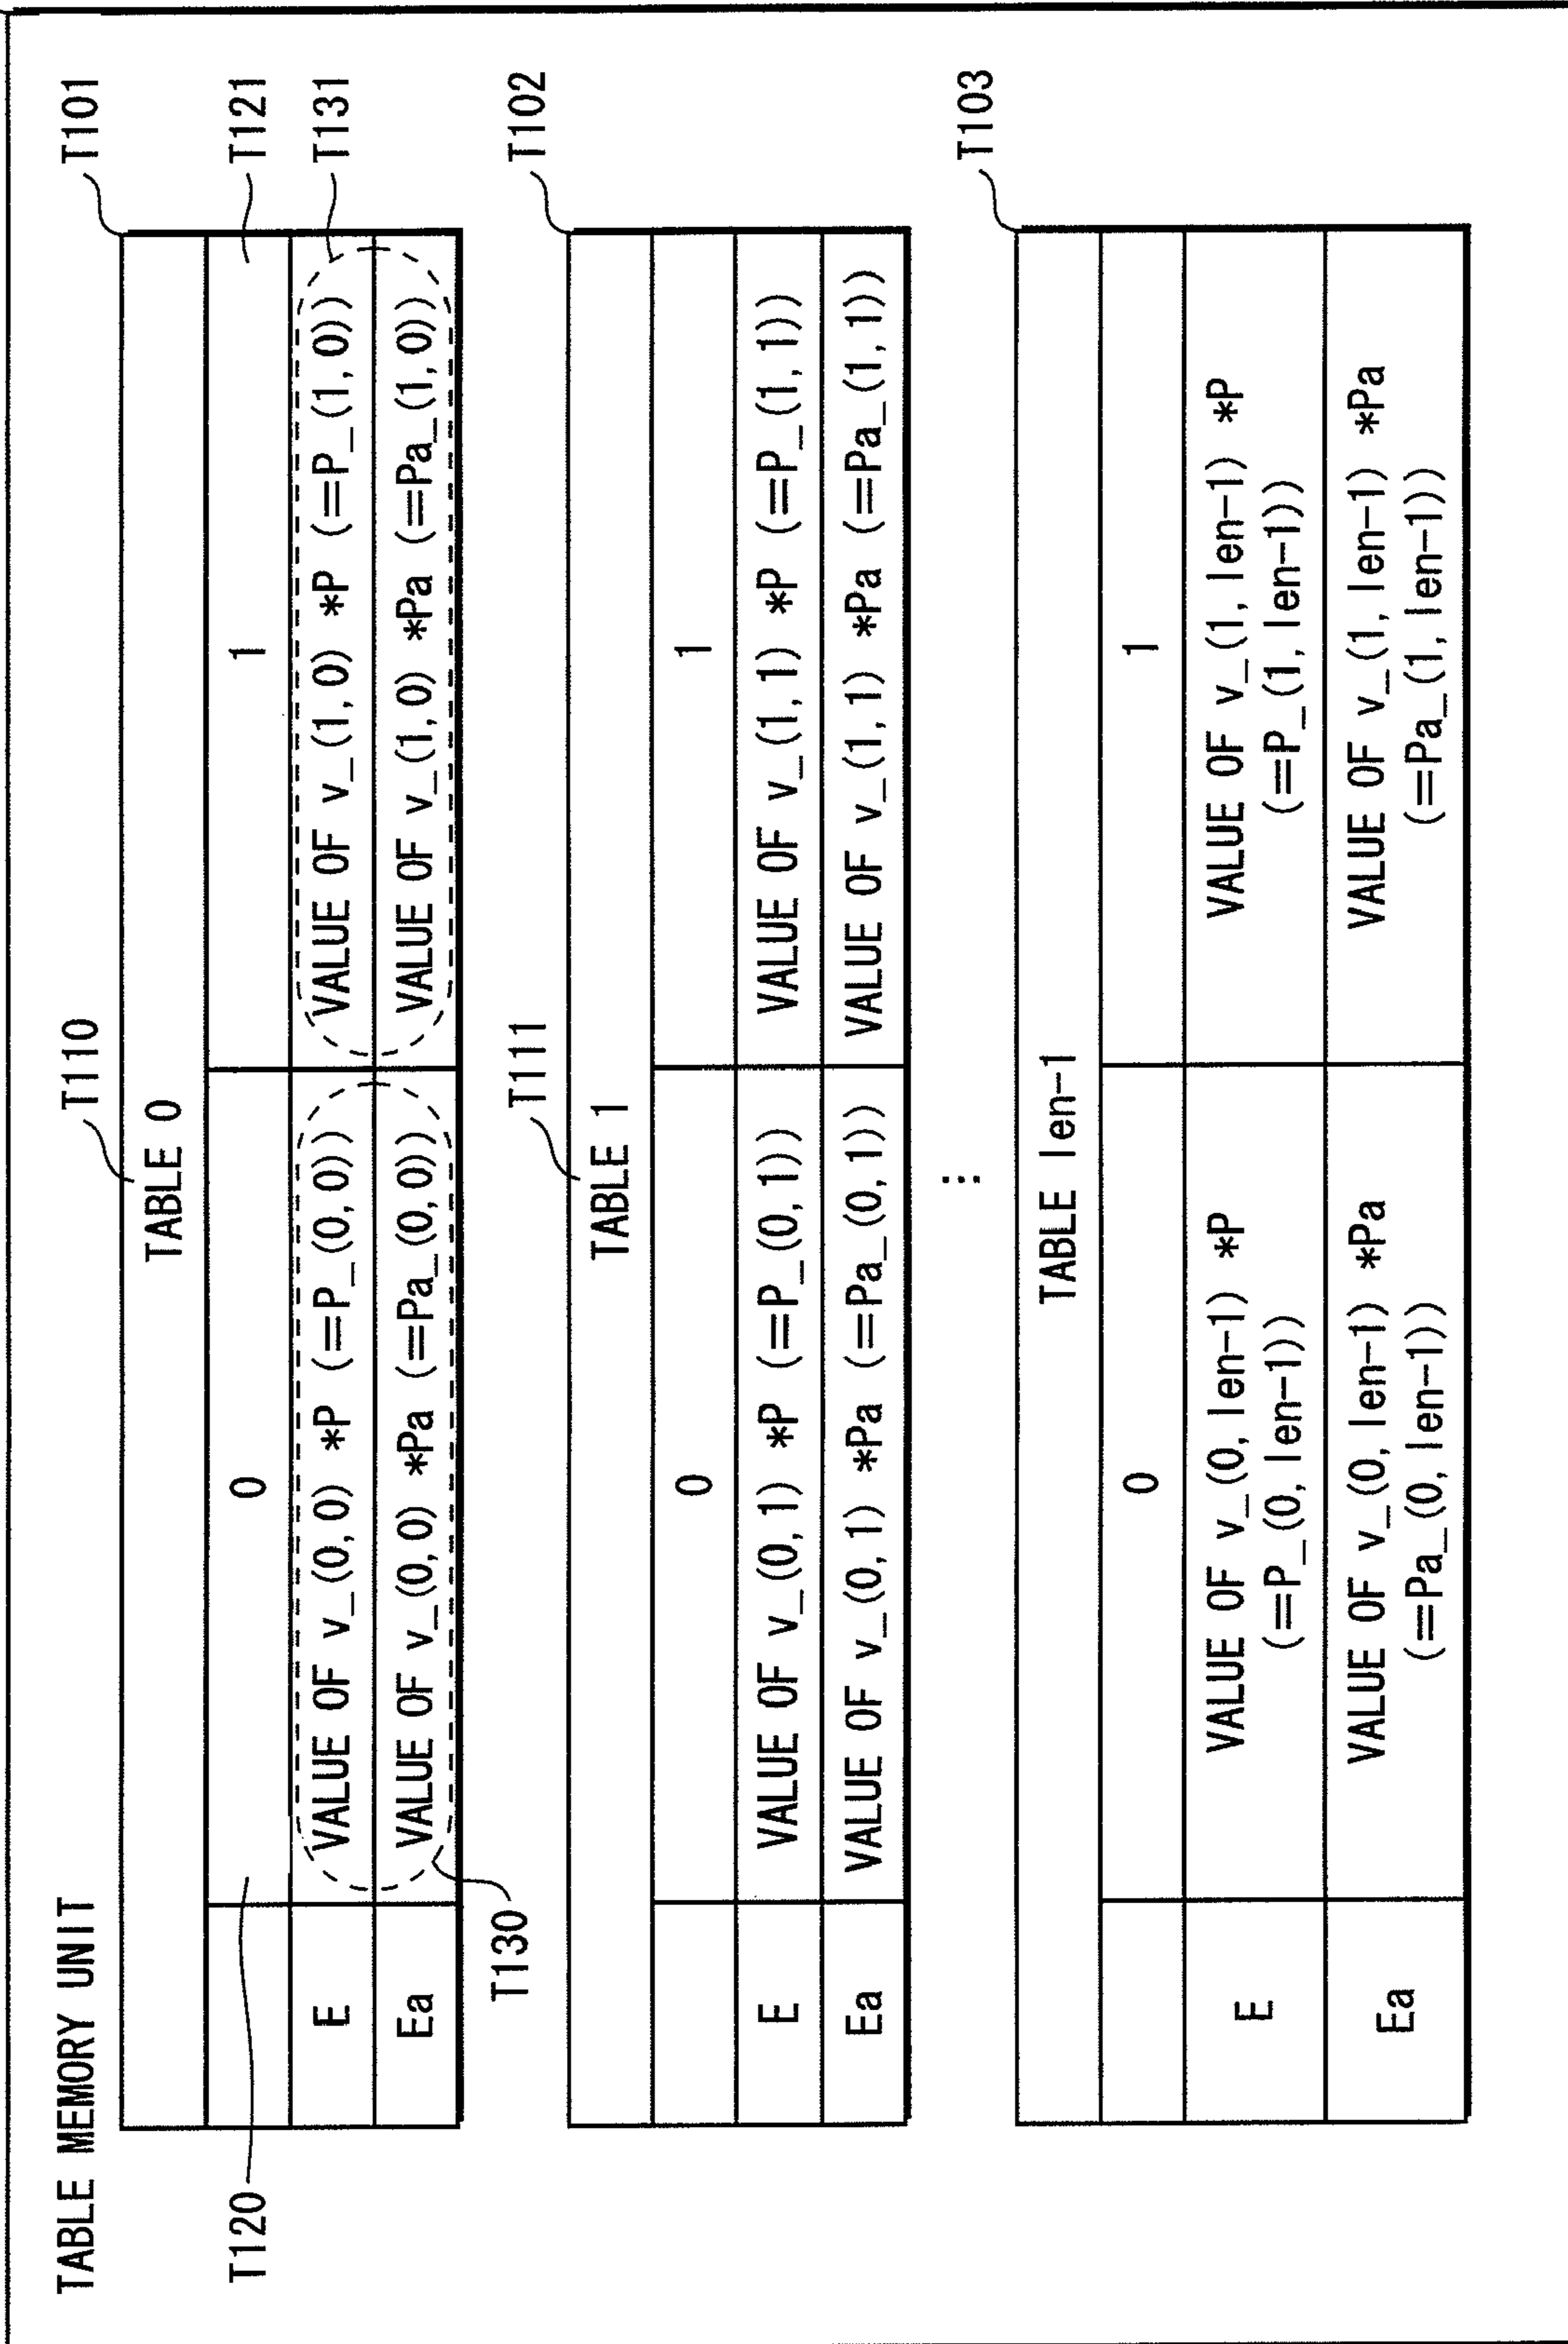 TABLE MEMORY UNIT
T110
T101
TABLE 0
T120
0
1
T121
E
VALUE OF v_(0,0) *P (=P_(0,0))
VALUE OF v_(1,0) *P (=P_(1,0))
T131
Ea
VALUE OF v_(0,0) *Pa (=Pa_(0,0))
VALUE OF v_(1,0) *Pa (=Pa_(1,0))
T130
T111
T102
TABLE 1
0
1
E
VALUE OF v_(0,1) *P (=P_(0,1))
VALUE OF v_(1,1) *P (=P_(1,1))
Ea
VALUE OF v_(0,1) *Pa (=Pa_(0,1))
VALUE OF v_(1,1) *Pa (=Pa_(1,1))
⋮
T103
TABLE len-1
0
1
E
VALUE OF v_(0,len-1) *P
(=P_(0,len-1))
VALUE OF v_(1,len-1) *P
(=P_(1,len-1))
Ea
VALUE OF v_(0,len-1) *Pa
(=Pa_(0,len-1))
VALUE OF v_(1,len-1) *Pa
(=Pa_(1,len-1))